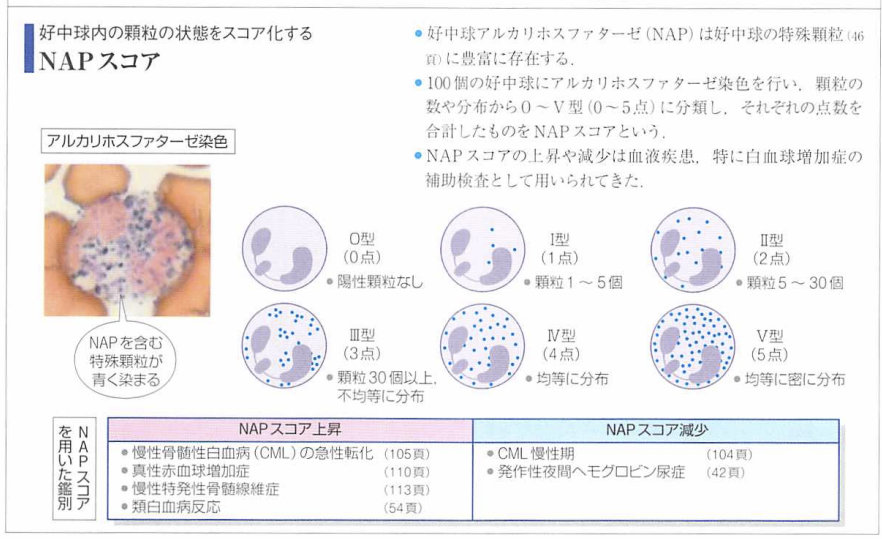 好中球内の顆粒の状態をスコア化する
NAPスコア
• 好中球アルカリホスファターゼ(NAP)は好中球の特殊顆粒(46
頁)に豊富に存在する.
• 100個の好中球にアルカリホスファターゼ染色を行い，顆粒の
数や分布から0～Ⅴ型(0～5点)に分類し，それぞれの点数を
合計したものをNAPスコアという.
• NAPスコアの上昇や減少は血液疾患，特に白血球増加症の
補助検査として用いられてきた.
アルカリホスファターゼ染色
NAPを含む
特殊顆粒が
青く染まる
0型
(0点)
• 陽性顆粒なし
Ⅰ型
(1点)
• 顆粒1～5個
Ⅱ型
(2点)
• 顆粒5～30個
Ⅲ型
(3点)
• 顆粒30個以上,
不均等に分布
Ⅳ型
(4点)
• 均等に分布
Ⅴ型
(5点)
• 均等に密に分布
NAPスコア
を用いた鑑別
NAPスコア上昇
• 慢性骨髄性白血病(CML)の急性転化 (105頁)
• 真性赤血球増加症 (110頁)
• 慢性特発性骨髄線維症 (113頁)
• 類白血病反応 (54頁)
NAPスコア減少
• CML慢性期 (104頁)
• 発作性夜間ヘモグロビン尿症 (42頁)